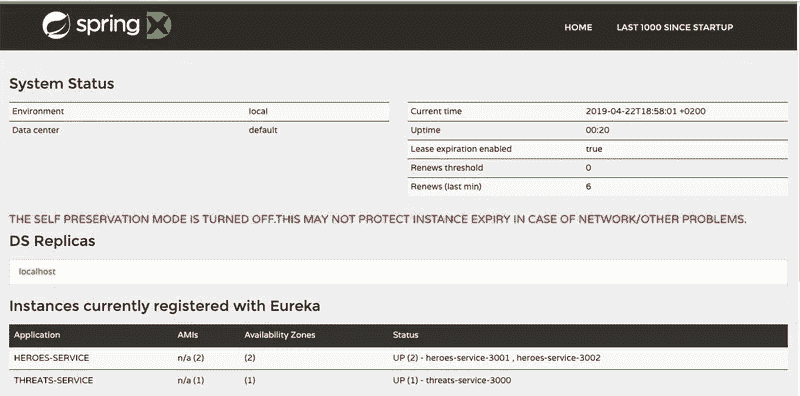 spring
HOME LAST 1000 SINCE STARTUP
System Status
Environment local
Data center default
Current time 2019-04-22T18:58:01 +0200
Uptime 00:20
Lease expiration enabled true
Renews threshold 0
Renews (last min) 6
THE SELF PRESERVATION MODE IS TURNED OFF.THIS MAY NOT PROTECT INSTANCE EXPIRY IN CASE OF NETWORK/OTHER PROBLEMS.
DS Replicas
localhost
Instances currently registered with Eureka
Application AMIs Availability Zones Status
HEROES-SERVICE n/a (2) (2) UP (2) - heroes-service-3001 , heroes-service-3002
THREATS-SERVICE n/a (1) (1) UP (1) - threats-service-3000